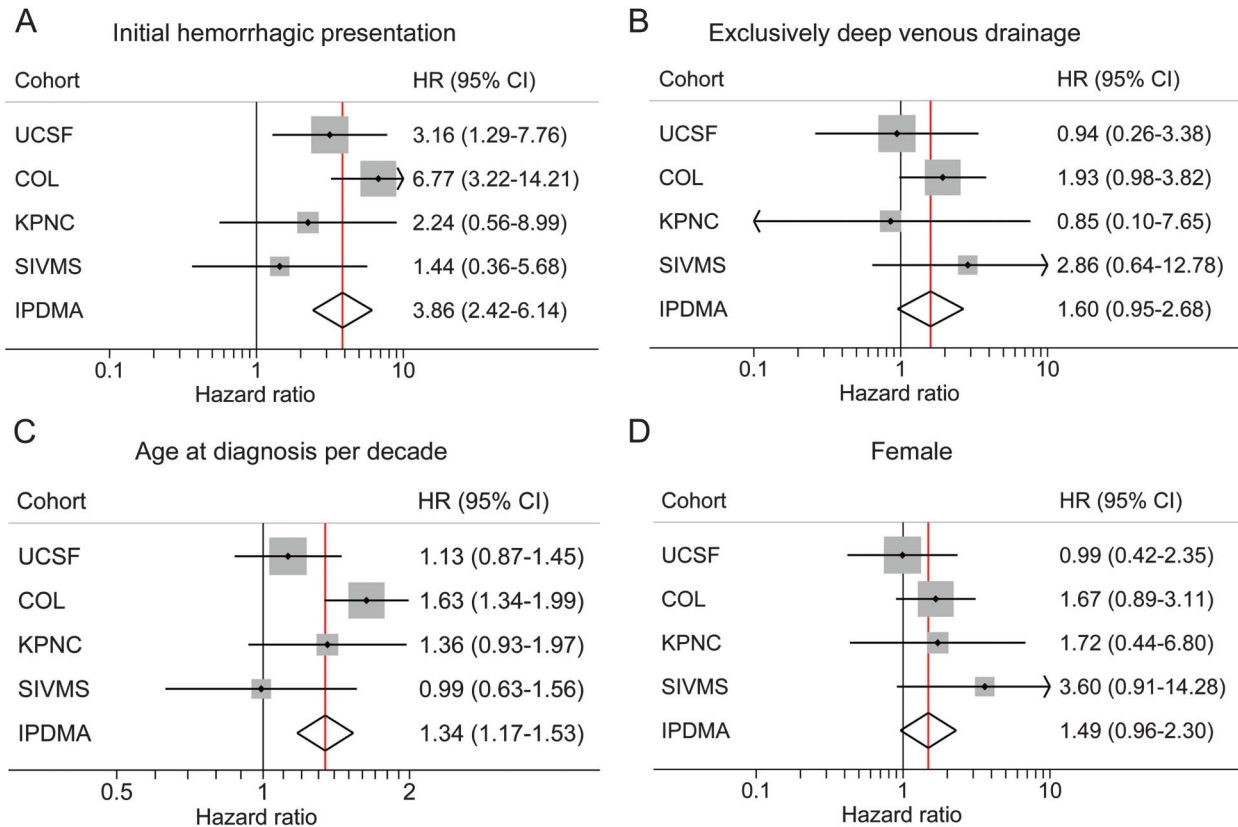 A
Initial hemorrhagic presentation
Cohort HR (95% CI)
UCSF 3.16 (1.29-7.76)
COL 6.77 (3.22-14.21)
KPNC 2.24 (0.56-8.99)
SIVMS 1.44 (0.36-5.68)
IPDMA 3.86 (2.42-6.14)
0.1 1 10
Hazard ratio
B
Exclusively deep venous drainage
Cohort HR (95% CI)
UCSF 0.94 (0.26-3.38)
COL 1.93 (0.98-3.82)
KPNC 0.85 (0.10-7.65)
SIVMS 2.86 (0.64-12.78)
IPDMA 1.60 (0.95-2.68)
0.1 1 10
Hazard ratio
C
Age at diagnosis per decade
Cohort HR (95% CI)
UCSF 1.13 (0.87-1.45)
COL 1.63 (1.34-1.99)
KPNC 1.36 (0.93-1.97)
SIVMS 0.99 (0.63-1.56)
IPDMA 1.34 (1.17-1.53)
0.5 1 2
Hazard ratio
D
Female
Cohort HR (95% CI)
UCSF 0.99 (0.42-2.35)
COL 1.67 (0.89-3.11)
KPNC 1.72 (0.44-6.80)
SIVMS 3.60 (0.91-14.28)
IPDMA 1.49 (0.96-2.30)
0.1 1 10
Hazard ratio